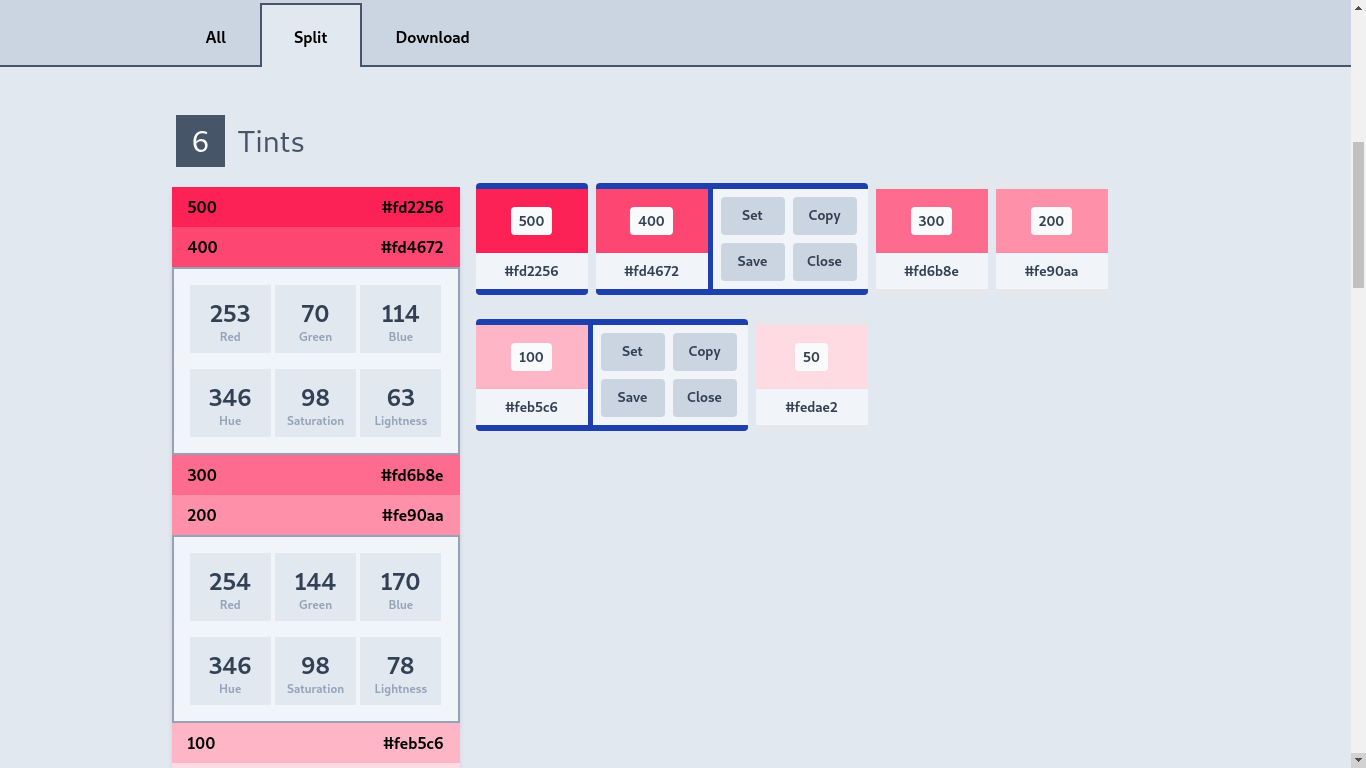 All Split Download
6 Tints
500 #fd2256
400 #fd4672
253 70 114
Red Green Blue
346 98 63
Hue Saturation Lightness
300 #fd6b8e
200 #fe90aa
254 144 170
Red Green Blue
346 98 78
Hue Saturation Lightness
100 #feb5c6
500
#fd2256
400
#fd4672
Set Copy
Save Close
300
#fd6b8e
200
#fe90aa
100
#feb5c6
Set Copy
Save Close
50
#fedae2